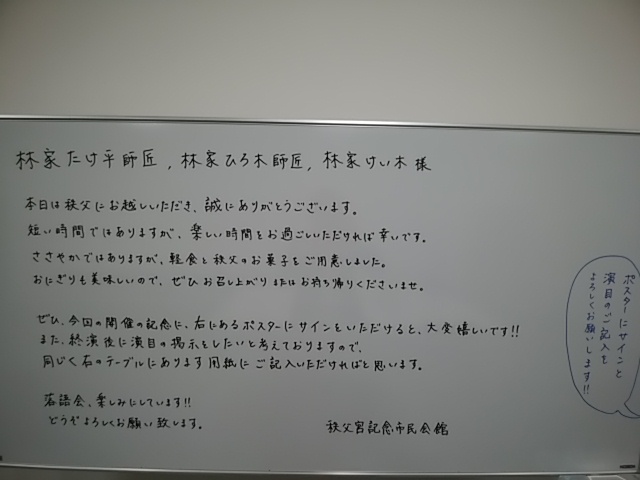 林家たけ平師匠，林家ひろ木師匠，林家けい木様
本日は秩父にお越しいただき、誠にありがとうございます。
短い時間ではありますが、楽しい時間をお過ごしいただければ幸いです。
ささやかではありますが、軽食と秩父のお菓子をご用意しました。
おにぎりも美味しいので、ぜひお召し上がりまたはお持ち帰りくださいませ。
ぜひ、今回の開催の記念に、右にあるポスターにサインをいただけると、大変嬉しいです!!
また、終演後に演目の掲示をしたいと考えておりますので、
同じく右のテーブルにあります用紙にご記入いただければと思います。
落語会、楽しみにしています!!
どうぞよろしくお願い致します。
秩父宮記念市民会館
ポスターにサインと
演目のご記入を
よろしくお願いします!!